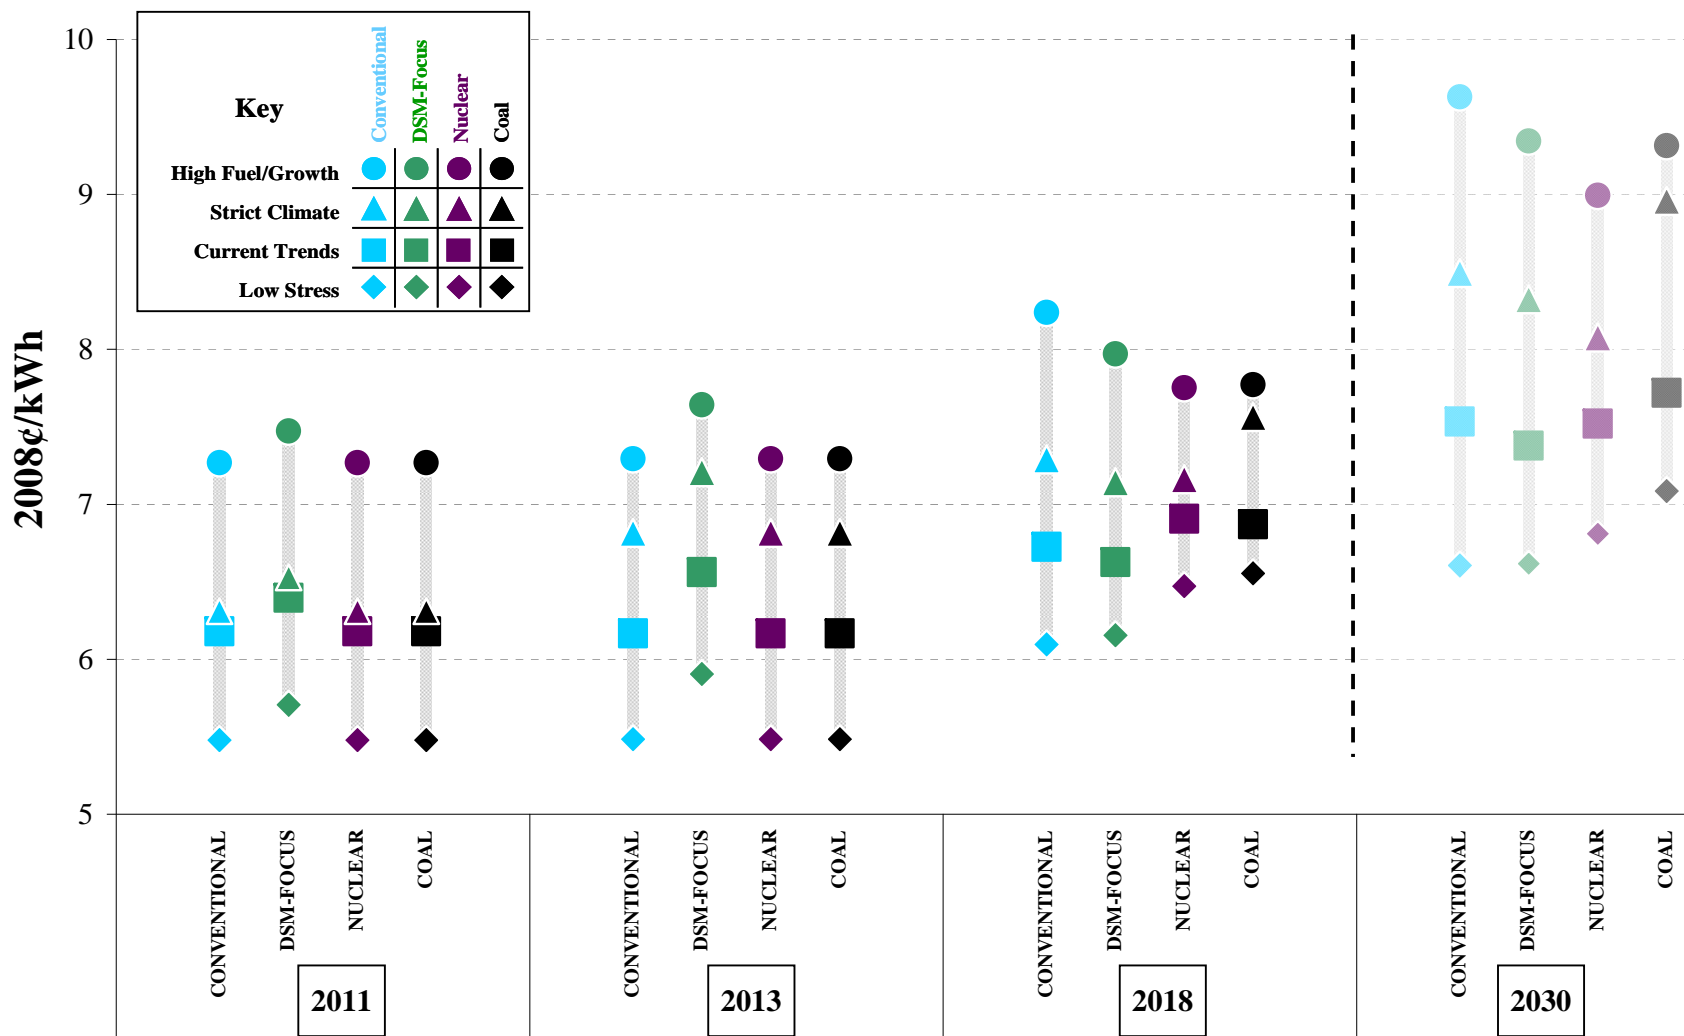 10
9
8
7
6
5
2008¢/kWh
Key
Conventional
DSM-Focus
Nuclear
Coal
High Fuel/Growth
Strict Climate
Current Trends
Low Stress
CONVENTIONAL
DSM-FOCUS
NUCLEAR
COAL
2011
CONVENTIONAL
DSM-FOCUS
NUCLEAR
COAL
2013
CONVENTIONAL
DSM-FOCUS
NUCLEAR
COAL
2018
CONVENTIONAL
DSM-FOCUS
NUCLEAR
COAL
2030